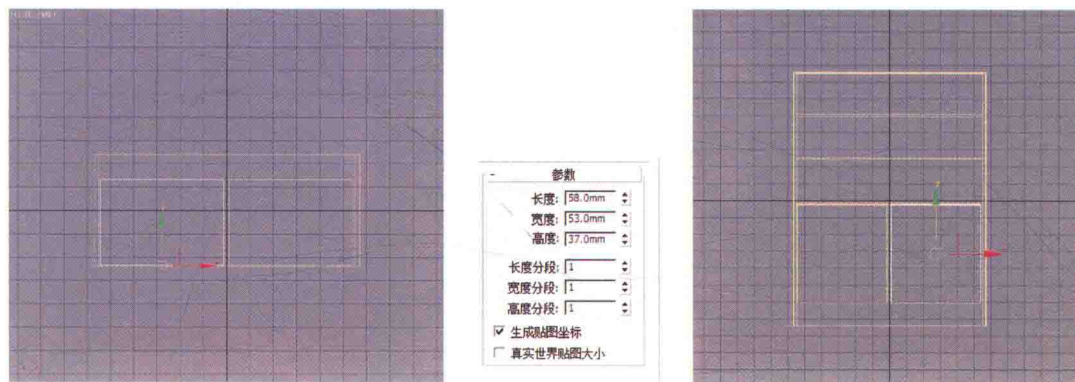 - 参数
长度: 58.0mm
宽度: 53.0mm
高度: 37.0mm
长度分段: 1
宽度分段: 1
高度分段: 1
生成贴图坐标
真实世界贴图大小